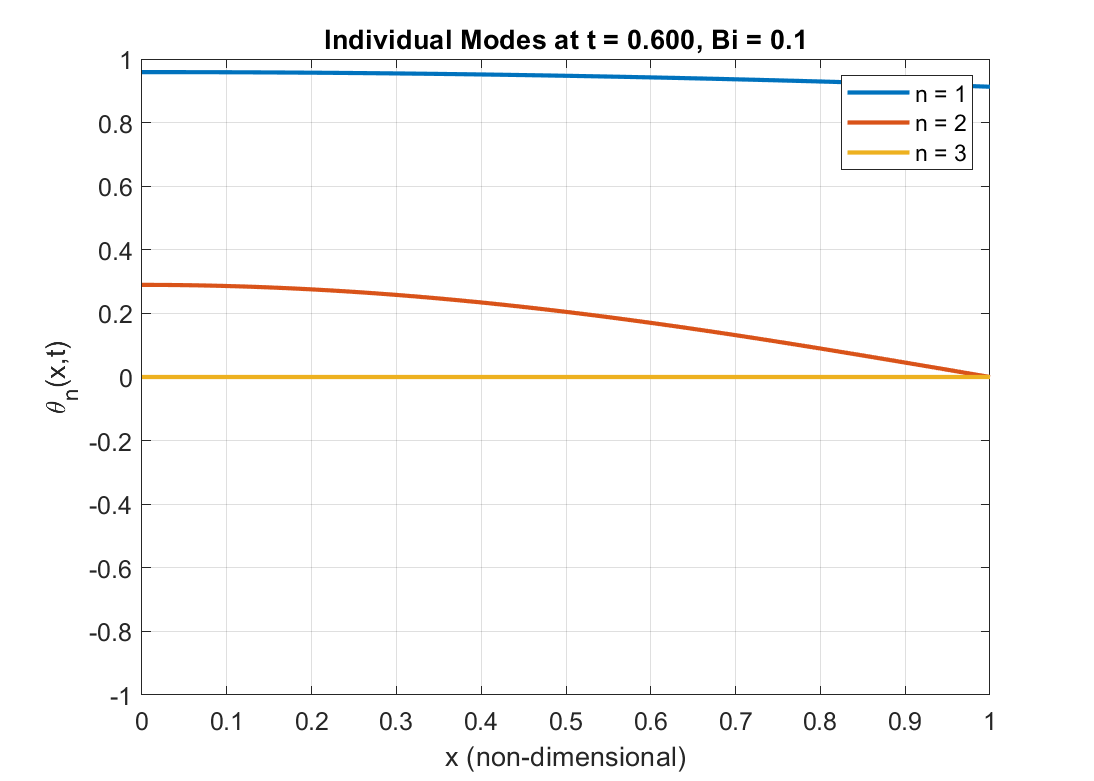 Individual Modes at t = 0.600, Bi = 0.1
1
0.8
0.6
0.4
0.2
0
-0.2
-0.4
-0.6
-0.8
-1
θn(x,t)
n = 1
n = 2
n = 3
0 0.1 0.2 0.3 0.4 0.5 0.6 0.7 0.8 0.9 1
x (non-dimensional)